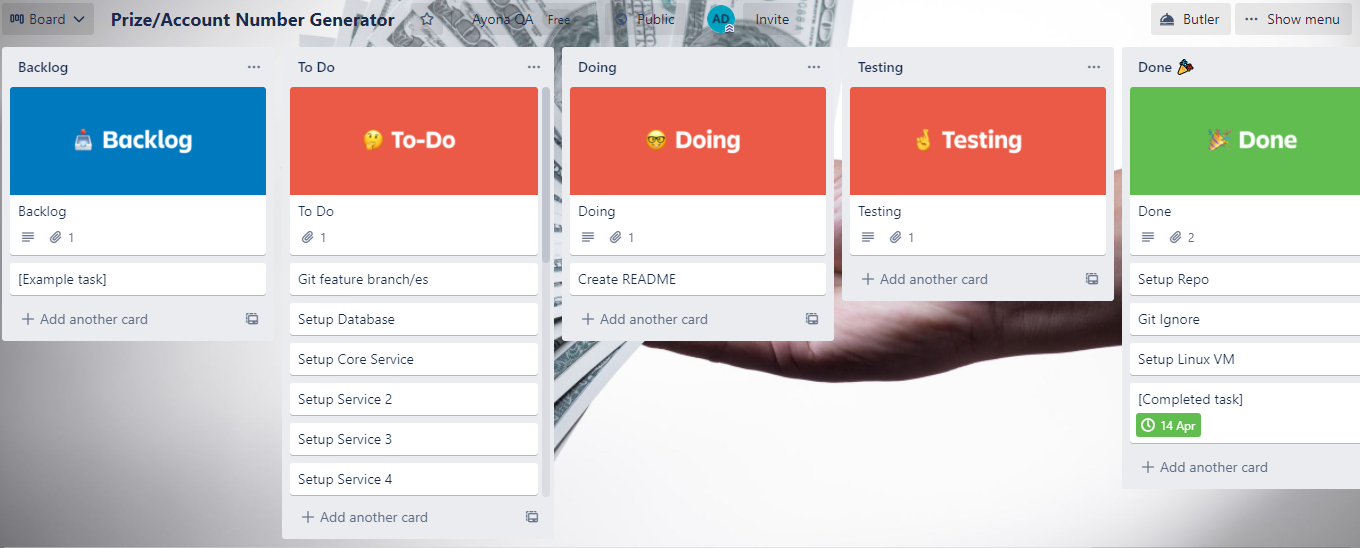 Board
Prize/Account Number Generator
Ayona QA Free
Public
AD
Invite
Butler
Show menu
Backlog
Backlog
Backlog
1
[Example task]
Add another card
To Do
To-Do
To Do
1
Git feature branch/es
Setup Database
Setup Core Service
Setup Service 2
Setup Service 3
Setup Service 4
Add another card
Doing
Doing
Doing
1
Create README
Add another card
Testing
Testing
Testing
1
Add another card
Done
Done
Done
2
Setup Repo
Git Ignore
Setup Linux VM
[Completed task]
14 Apr
Add another card